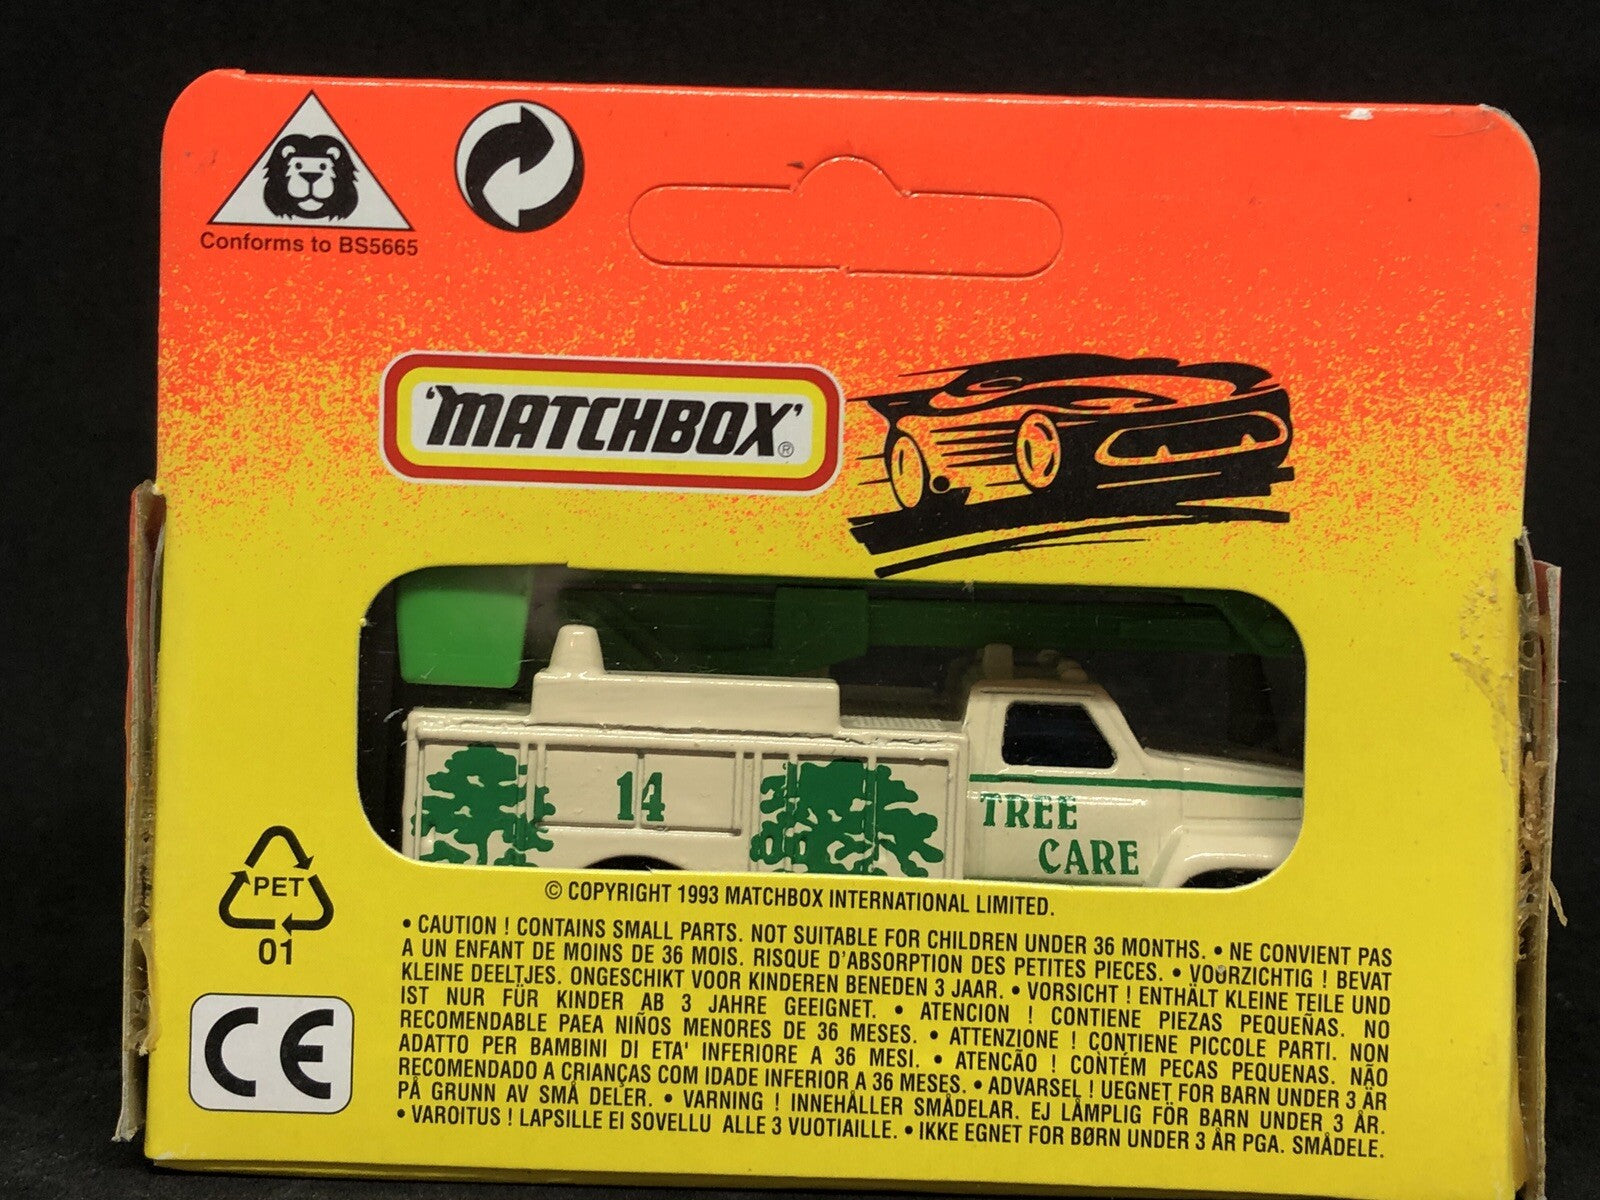 Conforms to BS5665
'MATCHBOX'®
14
TREE
CARE
PET
01
CE
© COPYRIGHT 1993 MATCHBOX INTERNATIONAL LIMITED.
• CAUTION ! CONTAINS SMALL PARTS. NOT SUITABLE FOR CHILDREN UNDER 36 MONTHS. • NE CONVIENT PAS
A UN ENFANT DE MOINS DE 36 MOIS. RISQUE D'ABSORPTION DES PETITES PIECES. • VOORZICHTIG ! BEVAT
KLEINE DEELTJES. ONGESCHIKT VOOR KINDEREN BENEDEN 3 JAAR. • VORSICHT ! ENTHÄLT KLEINE TEILE UND
IST NUR FÜR KINDER AB 3 JAHRE GEEIGNET. • ATENCION ! CONTIENE PIEZAS PEQUEÑAS. NO
RECOMENDABLE PAEA NIÑOS MENORES DE 36 MESES. • ATTENZIONE ! CONTIENE PICCOLE PARTI. NON
ADATTO PER BAMBINI DI ETA' INFERIORE A 36 MESI. • ATENCÃO ! CONTÉM PECAS PEQUENAS. NÃO
RECOMENDADO A CRIANÇAS COM IDADE INFERIOR A 36 MESES. • ADVARSEL ! UEGNET FOR BARN UNDER 3 ÅR
PÅ GRUNN AV SMÅ DELER. • VARNING ! INNEHÅLLER SMÅDELAR. EJ LÅMPLIG FÖR BARN UNDER 3 ÅR.
• VAROITUS ! LAPSILLE EI SOVELLU ALLE 3 VUOTIAILLE. • IKKE EGNET FOR BØRN UNDER 3 ÅR PGA. SMÅDELE.